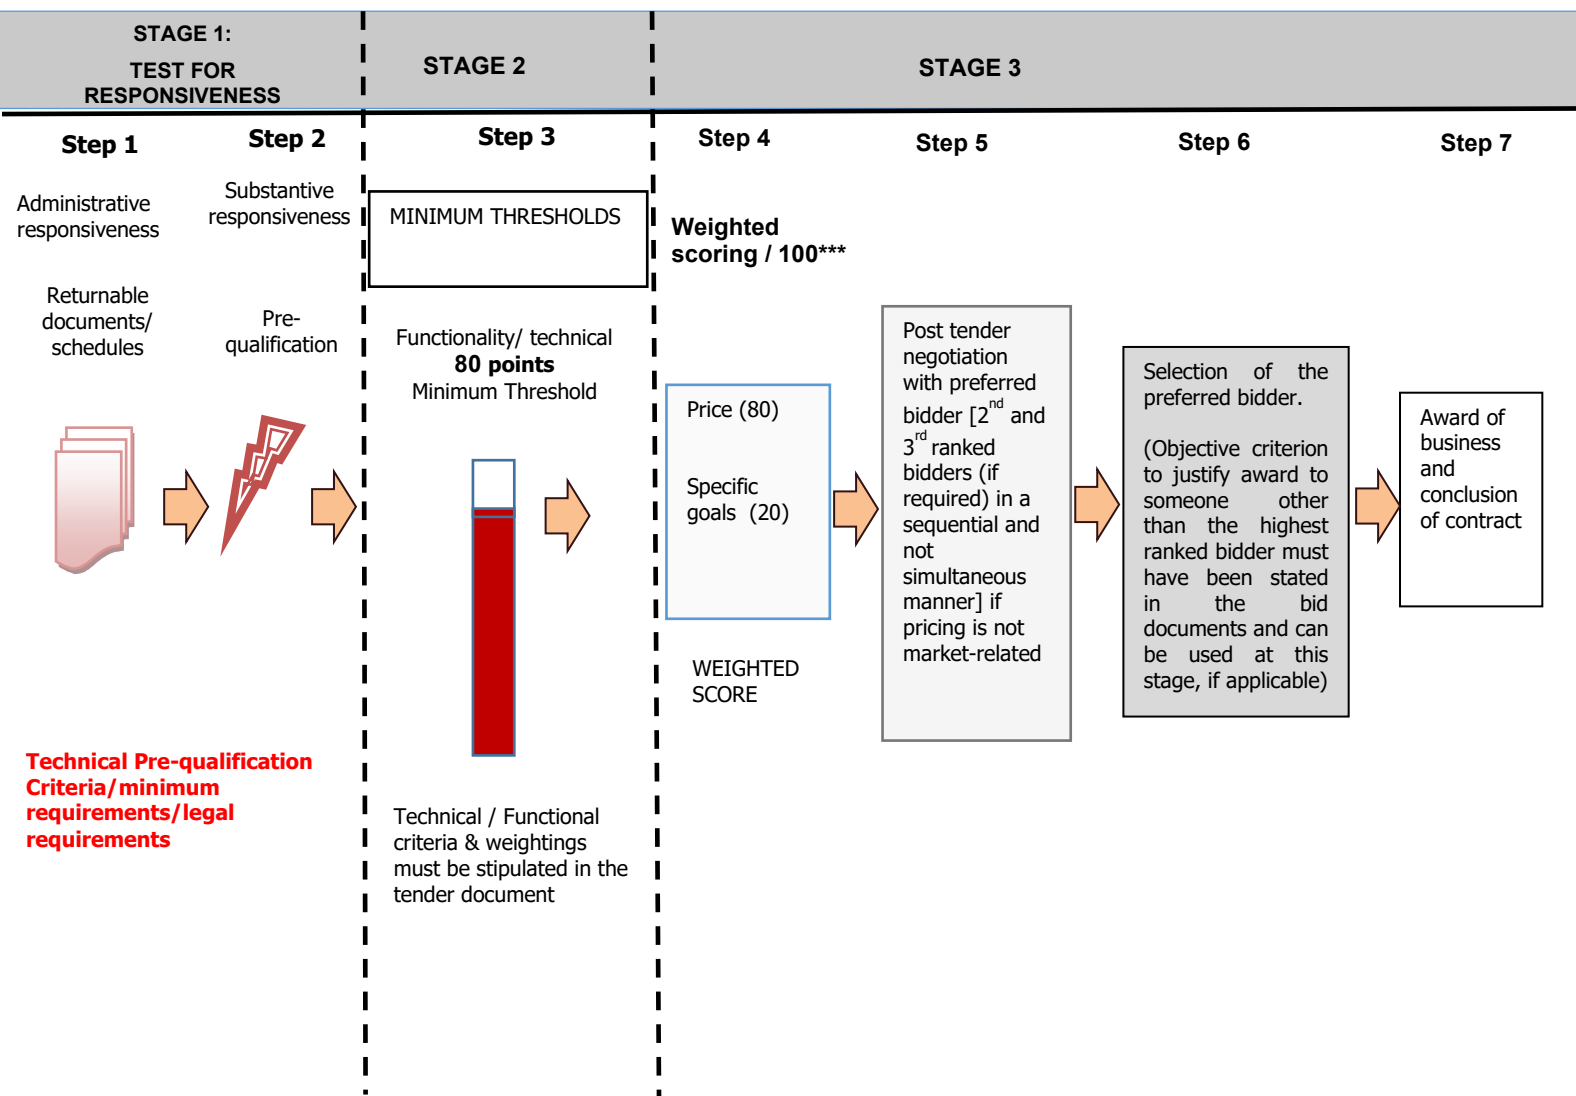 STAGE 1:
TEST FOR
RESPONSIVENESS
STAGE 2
STAGE 3
Step 1
Step 2
Step 3
Step 4
Step 5
Step 6
Step 7
Administrative
responsiveness
Returnable
documents/
schedules
Substantive
responsiveness
Pre-
qualification
Technical Pre-qualification
Criteria/minimum
requirements/legal
requirements
MINIMUM THRESHOLDS
Functionality/ technical
80 points
Minimum Threshold
Technical / Functional
criteria & weightings
must be stipulated in the
tender document
Weighted
scoring / 100***
Price (80)
Specific
goals (20)
WEIGHTED
SCORE
Post tender
negotiation
with preferred
bidder [2nd and
3rd ranked
bidders (if
required) in a
sequential and
not
simultaneous
manner] if
pricing is not
market-related
Selection of the
preferred bidder.
(Objective criterion
to justify award to
someone other
than the highest
ranked bidder must
have been stated
in the bid
documents and can
be used at this
stage, if applicable)
Award of
business
and
conclusion
of contract